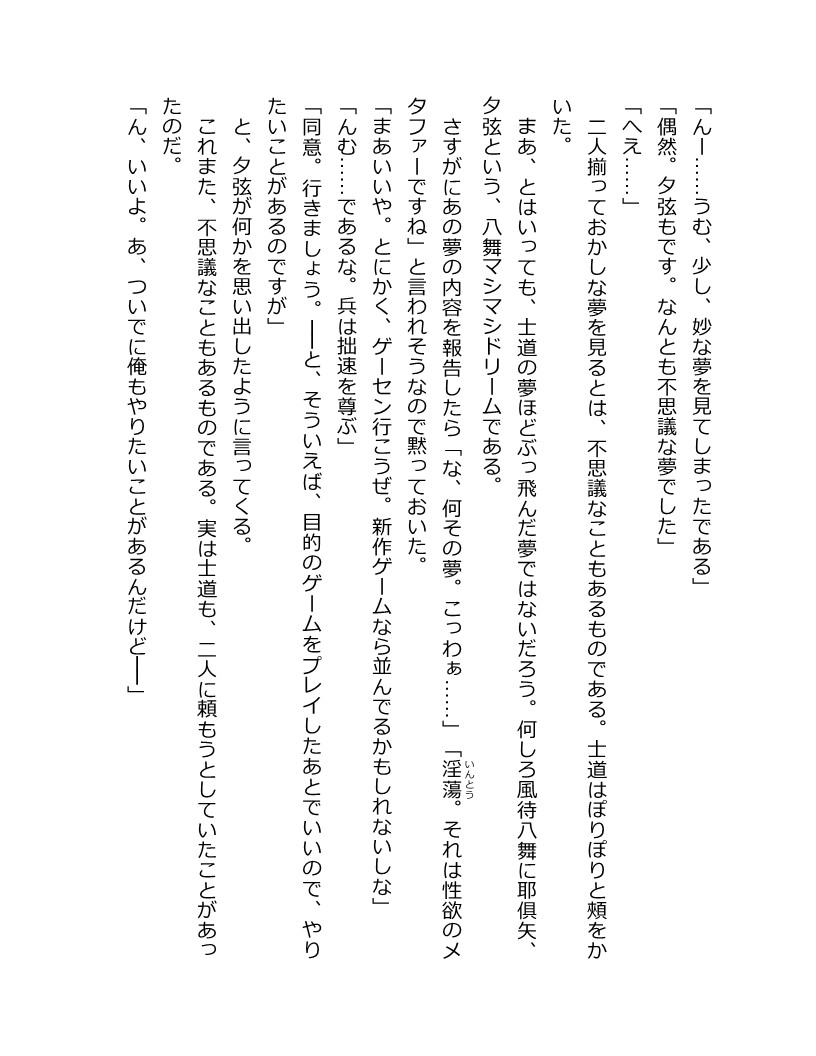 「んー……うむ、少し、妙な夢を見てしまったである」
「偶然。夕弦もです。なんとも不思議な夢でした」
「へえ……」
　二人揃っておかしな夢を見るとは、不思議なこともあるものである。士道はぽりぽりと頰をか
いた。
　まあ、とはいっても、士道の夢ほどぶっ飛んだ夢ではないだろう。何しろ風待八舞に耶俱矢、
夕弦という、八舞マシマシドリームである。
　さすがにあの夢の内容を報告したら「な、何その夢。こっわぁ……」「淫蕩。それは性欲のメ
いんとう
タファーですね」と言われそうなので黙っておいた。
「まあいいや。とにかく、ゲーセン行こうぜ。新作ゲームなら並んでるかもしれないしな」
「んむ……であるな。兵は拙速を尊ぶ」
「同意。行きましょう。――と、そういえば、目的のゲームをプレイしたあとでいいので、やり
たいことがあるのですが」
　と、夕弦が何かを思い出したように言ってくる。
　これまた、不思議なこともあるものである。実は士道も、二人に頼もうとしていたことがあっ
たのだ。
「ん、いいよ。あ、ついでに俺もやりたいことがあるんだけど――」